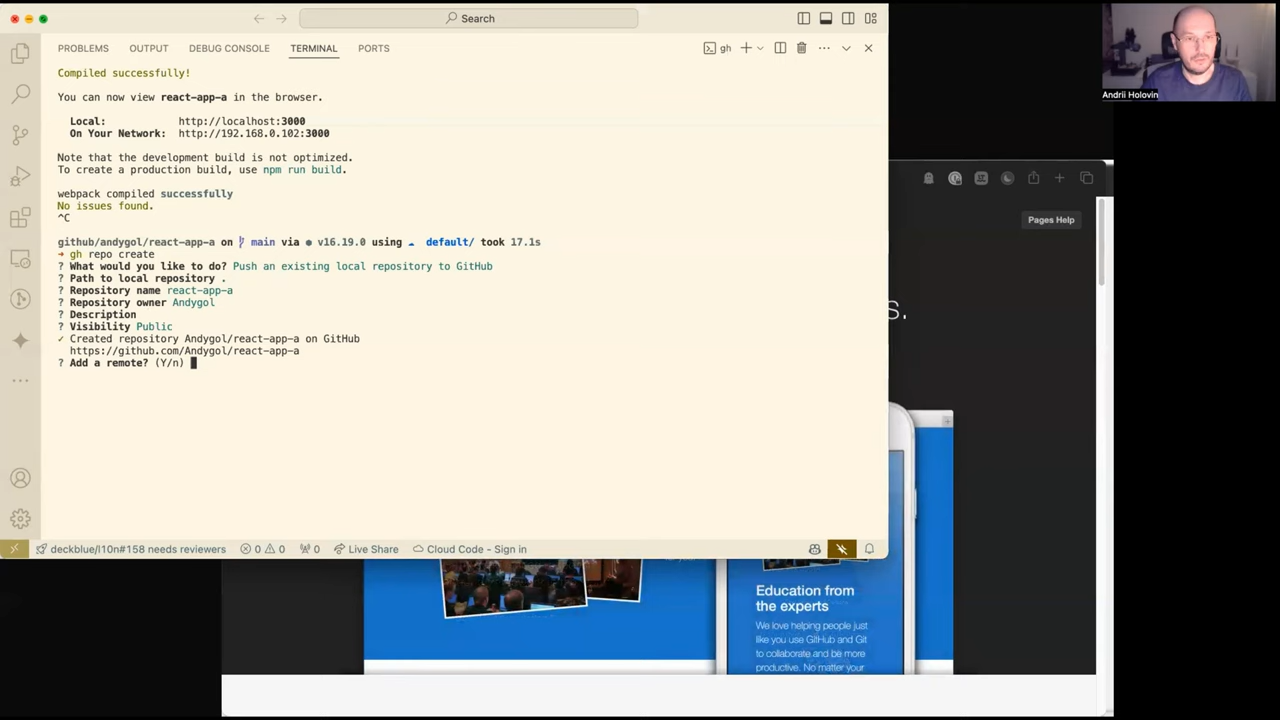 Search
PROBLEMS OUTPUT DEBUG CONSOLE TERMINAL PORTS
gh
Compiled successfully!
You can now view react-app-a in the browser.
Local: http://localhost:3000
On Your Network: http://192.168.0.102:3000
Note that the development build is not optimized.
To create a production build, use npm run build.
webpack compiled successfully
No issues found.
^C
github/andygol/react-app-a on main via v16.19.0 using default/ took 17.1s
→ gh repo create
? What would you like to do? Push an existing local repository to GitHub
? Path to local repository .
? Repository name react-app-a
? Repository owner Andygol
? Description
? Visibility Public
✓ Created repository Andygol/react-app-a on GitHub
https://github.com/Andygol/react-app-a
? Add a remote? (Y/n)
deckblue/l10n#158 needs reviewers 0 0 0 Live Share Cloud Code - Sign in
Andrii Holovin
Pages Help
s.
Education from
the experts
We love helping people just
like you use GitHub and Git
to collaborate and be more
productive. No matter your